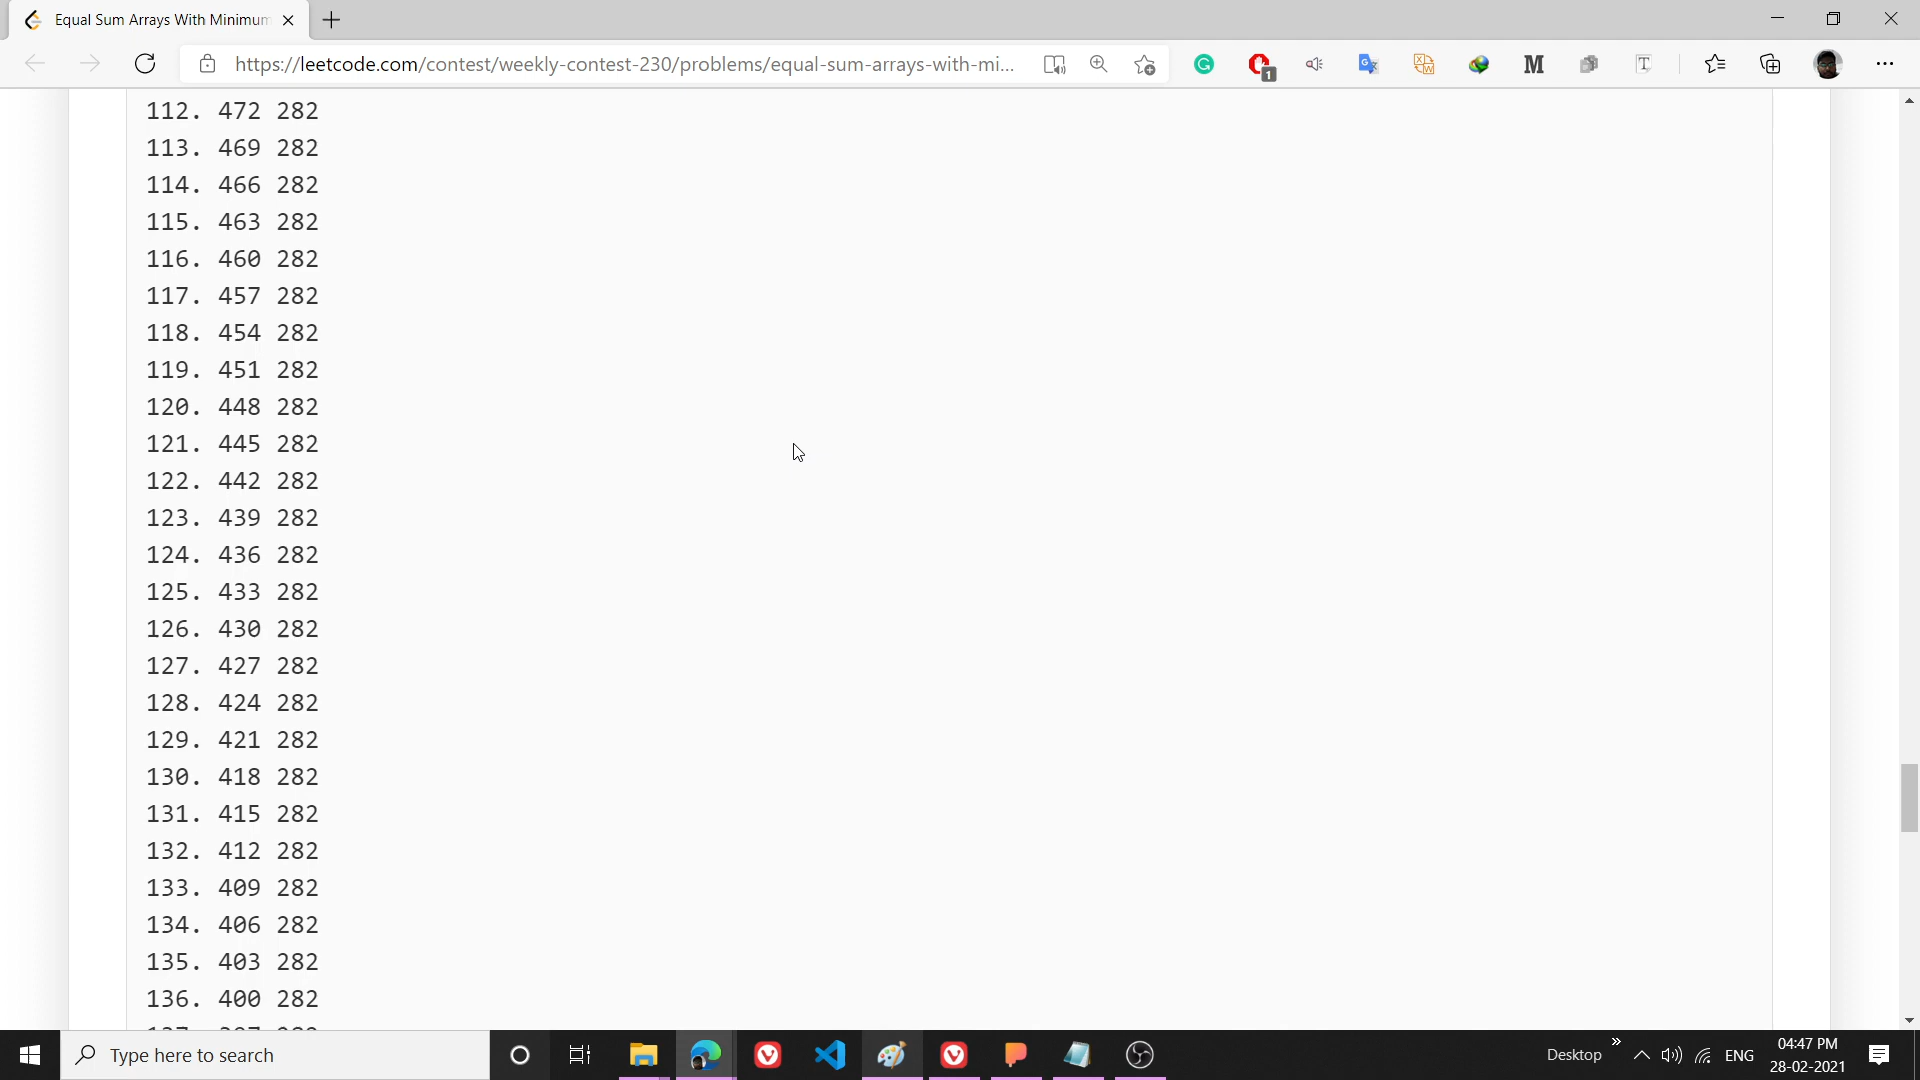 Equal Sum Arrays With Minimum
https://leetcode.com/contest/weekly-contest-230/problems/equal-sum-arrays-with-mi...
1
M
T
112. 472 282
113. 469 282
114. 466 282
115. 463 282
116. 460 282
117. 457 282
118. 454 282
119. 451 282
120. 448 282
121. 445 282
122. 442 282
123. 439 282
124. 436 282
125. 433 282
126. 430 282
127. 427 282
128. 424 282
129. 421 282
130. 418 282
131. 415 282
132. 412 282
133. 409 282
134. 406 282
135. 403 282
136. 400 282
Type here to search
Desktop
ENG
04:47 PM
28-02-2021